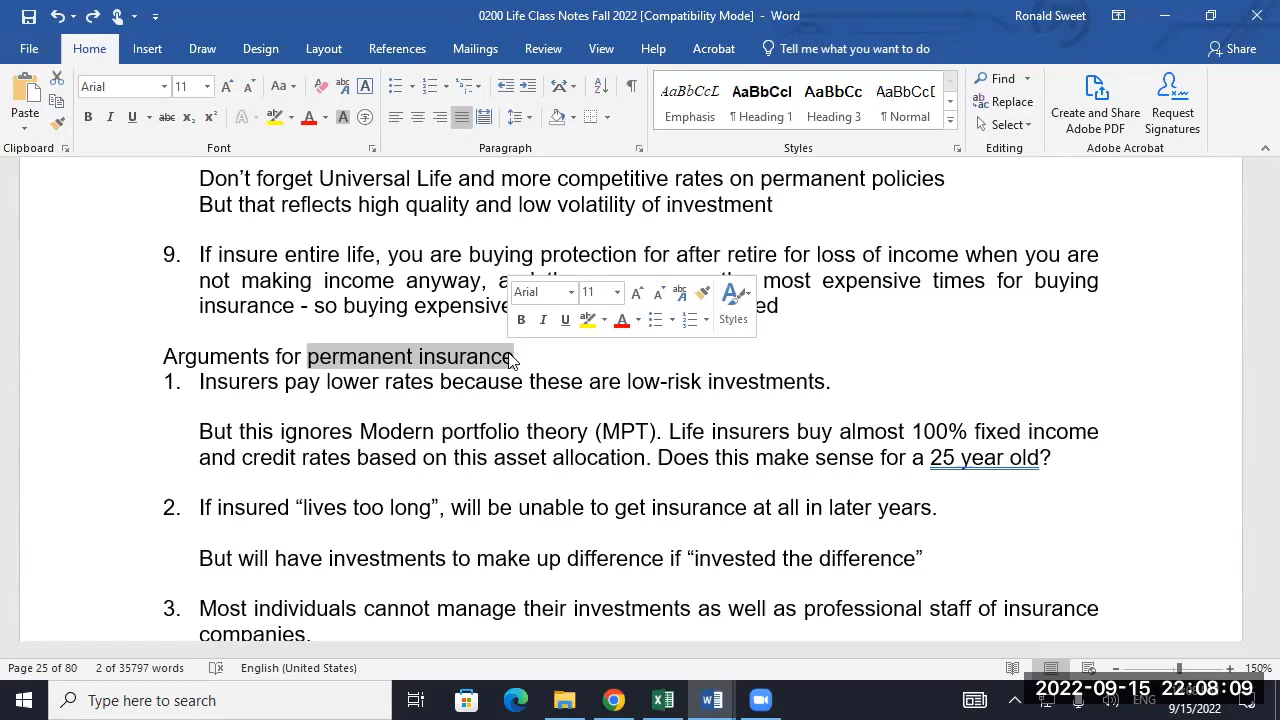 0200 Life Class Notes Fall 2022 [Compatibility Mode] - Word
Ronald Sweet
File Home Insert Draw Design Layout References Mailings Review View Help Acrobat Tell me what you want to do Share
Paste
Clipboard
Arial 11
Font
Paragraph
AaBbCcL AaBbCcl AaBbCc AaBbCcD
Emphasis ¶ Heading 1 Heading 3 ¶ Normal
Styles
Find
Replace
Select
Editing
Create and Share Adobe PDF
Request Signatures
Adobe Acrobat
Don't forget Universal Life and more competitive rates on permanent policies
But that reflects high quality and low volatility of investment
9. If insure entire life, you are buying protection for after retire for loss of income when you are
not making income anyway, most expensive times for buying
insurance - so buying expensive
Arial 11
Styles
Arguments for permanent insurance
1. Insurers pay lower rates because these are low-risk investments.
But this ignores Modern portfolio theory (MPT). Life insurers buy almost 100% fixed income
and credit rates based on this asset allocation. Does this make sense for a 25 year old?
2. If insured “lives too long”, will be unable to get insurance at all in later years.
But will have investments to make up difference if “invested the difference”
3. Most individuals cannot manage their investments as well as professional staff of insurance
companies.
Page 25 of 80 2 of 35797 words English (United States) 150%
Type here to search
2022-09-15 22:08:09
ENG
9/15/2022